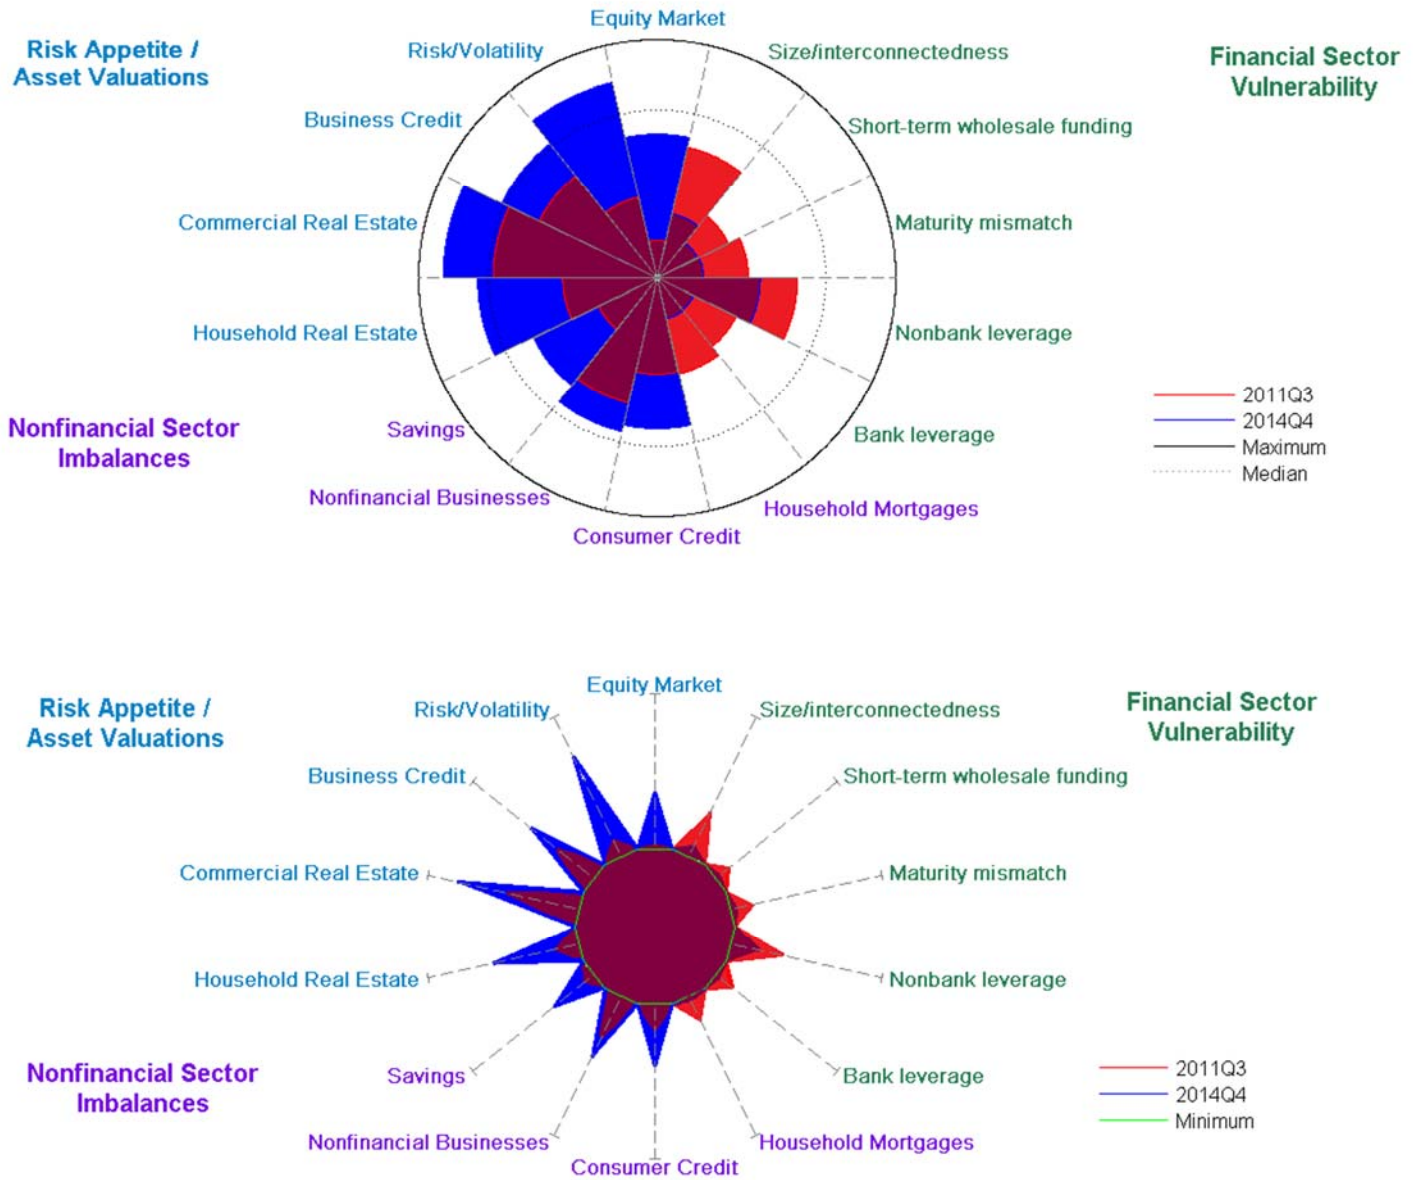 Equity Market
Risk Appetite /
Asset Valuations
Risk/Volatility
Size/interconnectedness
Financial Sector
Vulnerability
Business Credit
Short-term wholesale funding
Commercial Real Estate
Maturity mismatch
Household Real Estate
Nonbank leverage
2011Q3
2014Q4
Maximum
Median
Nonfinancial Sector
Imbalances
Savings
Bank leverage
Nonfinancial Businesses
Household Mortgages
Consumer Credit
Equity Market
Risk Appetite /
Asset Valuations
Risk/Volatility
Size/interconnectedness
Financial Sector
Vulnerability
Business Credit
Short-term wholesale funding
Commercial Real Estate
Maturity mismatch
Household Real Estate
Nonbank leverage
Nonfinancial Sector
Imbalances
Savings
Bank leverage
2011Q3
2014Q4
Minimum
Nonfinancial Businesses
Household Mortgages
Consumer Credit